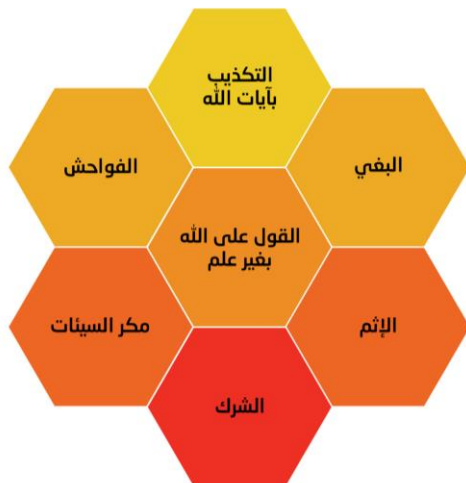 التكذيب
بآيات الله
البغي
الفواحش
القول على الله
بغير علم
الإثم
مكر السيئات
الشرك